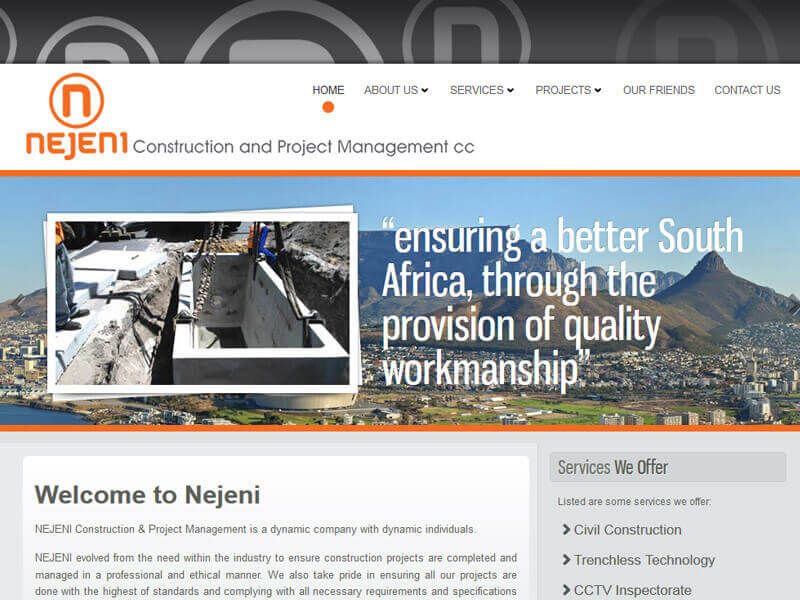 HOME ABOUT US SERVICES PROJECTS OUR FRIENDS CONTACT US
n
NEJENI Construction and Project Management cc
“ensuring a better South
Africa, through the
provision of quality
workmanship”
Welcome to Nejeni
NEJENI Construction & Project Management is a dynamic company with dynamic individuals.
NEJENI evolved from the need within the industry to ensure construction projects are completed and
managed in a professional and ethical manner. We also take pride in ensuring all our projects are
done with the highest of standards and complying with all necessary requirements and specifications
Services We Offer
Listed are some services we offer:
Civil Construction
Trenchless Technology
CCTV Inspectorate